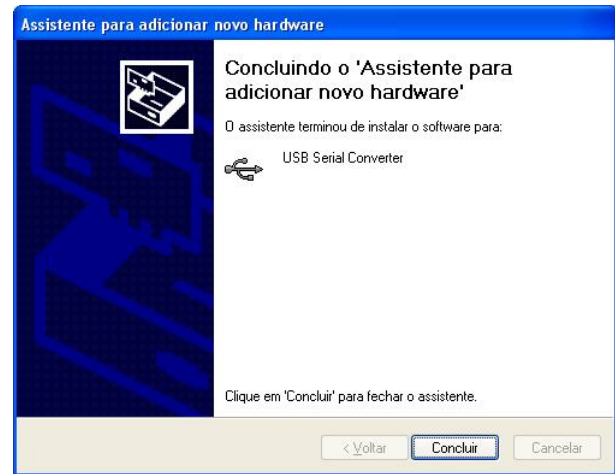 Assistente para adicionar novo hardware
Concluindo o 'Assistente para
adicionar novo hardware'
O assistente terminou de instalar o software para:
USB Serial Converter
Clique em 'Concluir' para fechar o assistente.
< Voltar
Concluir
Cancelar